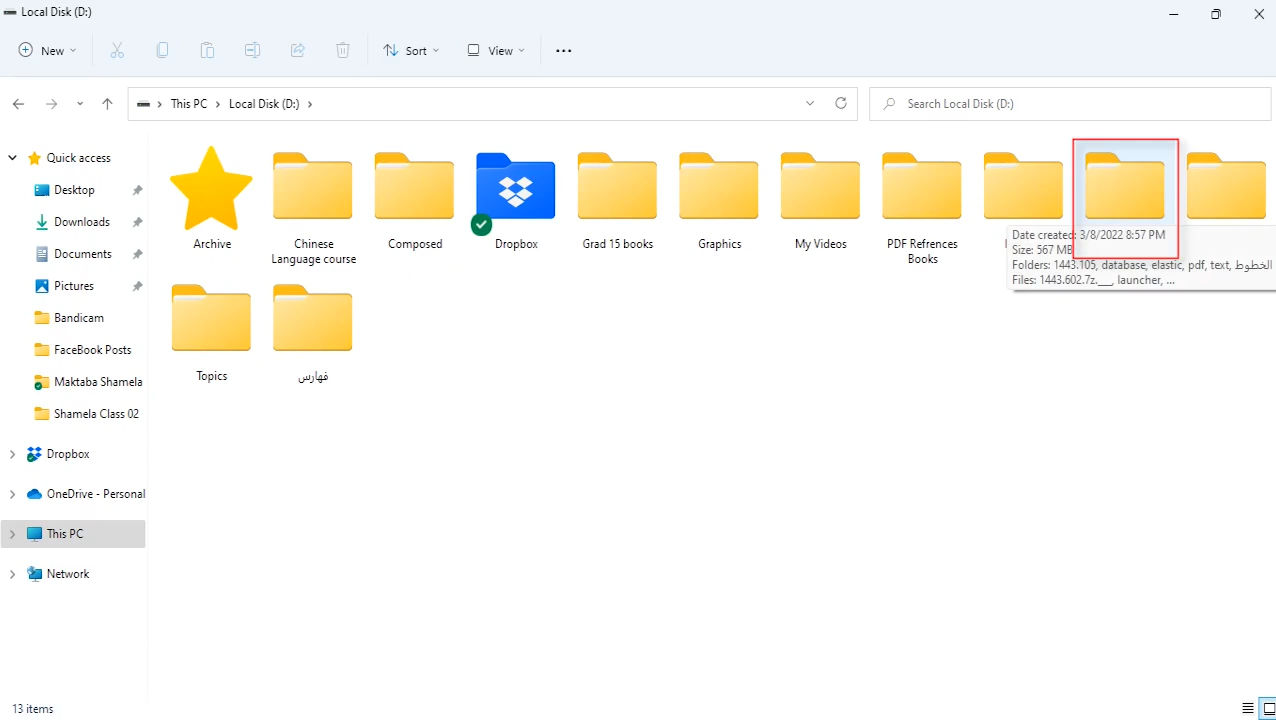 Local Disk (D:)
New
Sort
View
This PC
Local Disk (D:)
Search Local Disk (D:)
Quick access
Desktop
Downloads
Documents
Pictures
Bandicam
FaceBook Posts
Maktaba Shamela
Shamela Class 02
Dropbox
OneDrive - Personal
This PC
Network
Archive
Chinese
Language course
Composed
Dropbox
Grad 15 books
Graphics
My Videos
PDF Refrences
Books
Date created: 3/8/2022 8:57 PM
Size: 567 MB
Folders: 1443.105, database, elastic, pdf, text, الخطوط
Files: 1443.602.7z.__, launcher, ...
Topics
فهارس
13 items